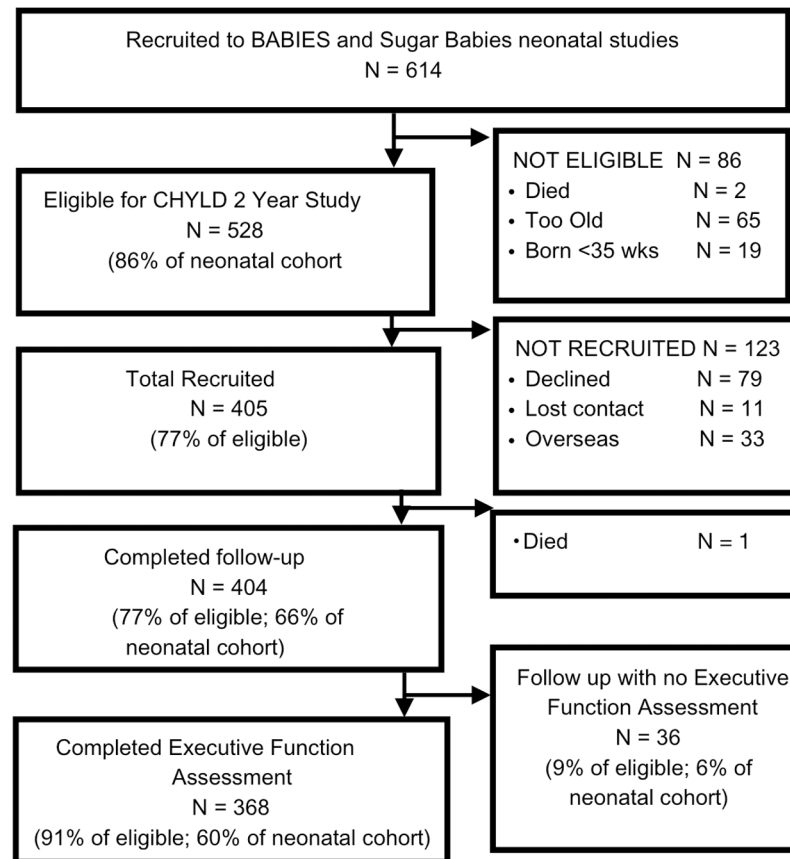 Recruited to BABIES and Sugar Babies neonatal studies
N = 614
NOT ELIGIBLE N = 86
• Died N = 2
• Too Old N = 65
• Born <35 wks N = 19
Eligible for CHYLD 2 Year Study
N = 528
(86% of neonatal cohort
NOT RECRUITED N = 123
• Declined N = 79
• Lost contact N = 11
• Overseas N = 33
Total Recruited
N = 405
(77% of eligible)
• Died N = 1
Completed follow-up
N = 404
(77% of eligible; 66% of
neonatal cohort)
Follow up with no Executive
Function Assessment
N = 36
(9% of eligible; 6% of
neonatal cohort)
Completed Executive Function
Assessment
N = 368
(91% of eligible; 60% of neonatal cohort)